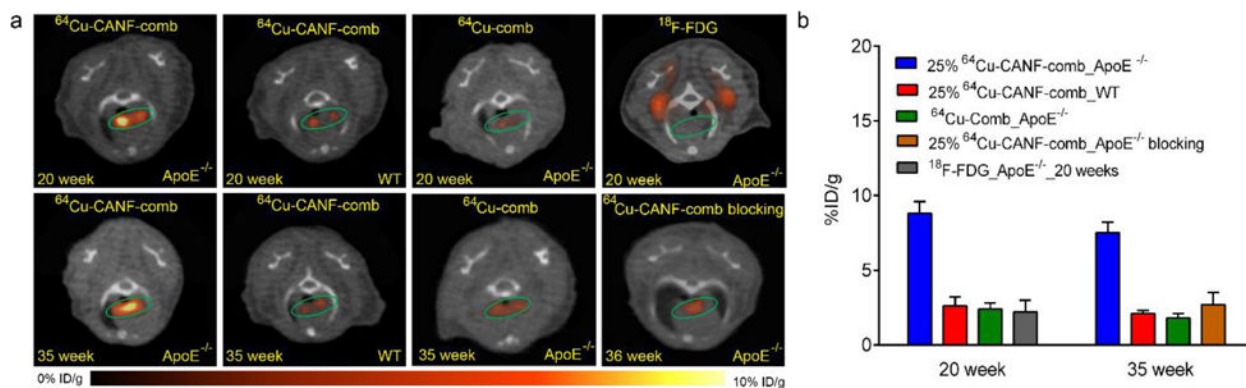 a
⁶⁴Cu-CANF-comb
20 week
ApoE⁻/⁻
⁶⁴Cu-CANF-comb
20 week
WT
⁶⁴Cu-comb
20 week
ApoE⁻/⁻
¹⁸F-FDG
20 week
ApoE⁻/⁻
⁶⁴Cu-CANF-comb
35 week
ApoE⁻/⁻
⁶⁴Cu-CANF-comb
35 week
WT
⁶⁴Cu-comb
35 week
ApoE⁻/⁻
⁶⁴Cu-CANF-comb blocking
36 week
ApoE⁻/⁻
0% ID/g
10% ID/g
b
%ID/g
20
15
10
5
0
25% ⁶⁴Cu-CANF-comb_ApoE ⁻/⁻
25% ⁶⁴Cu-CANF-comb_WT
⁶⁴Cu-Comb_ApoE⁻/⁻
25% ⁶⁴Cu-CANF-comb_ApoE⁻/⁻ blocking
¹⁸F-FDG_ApoE⁻/⁻_20 weeks
20 week
35 week